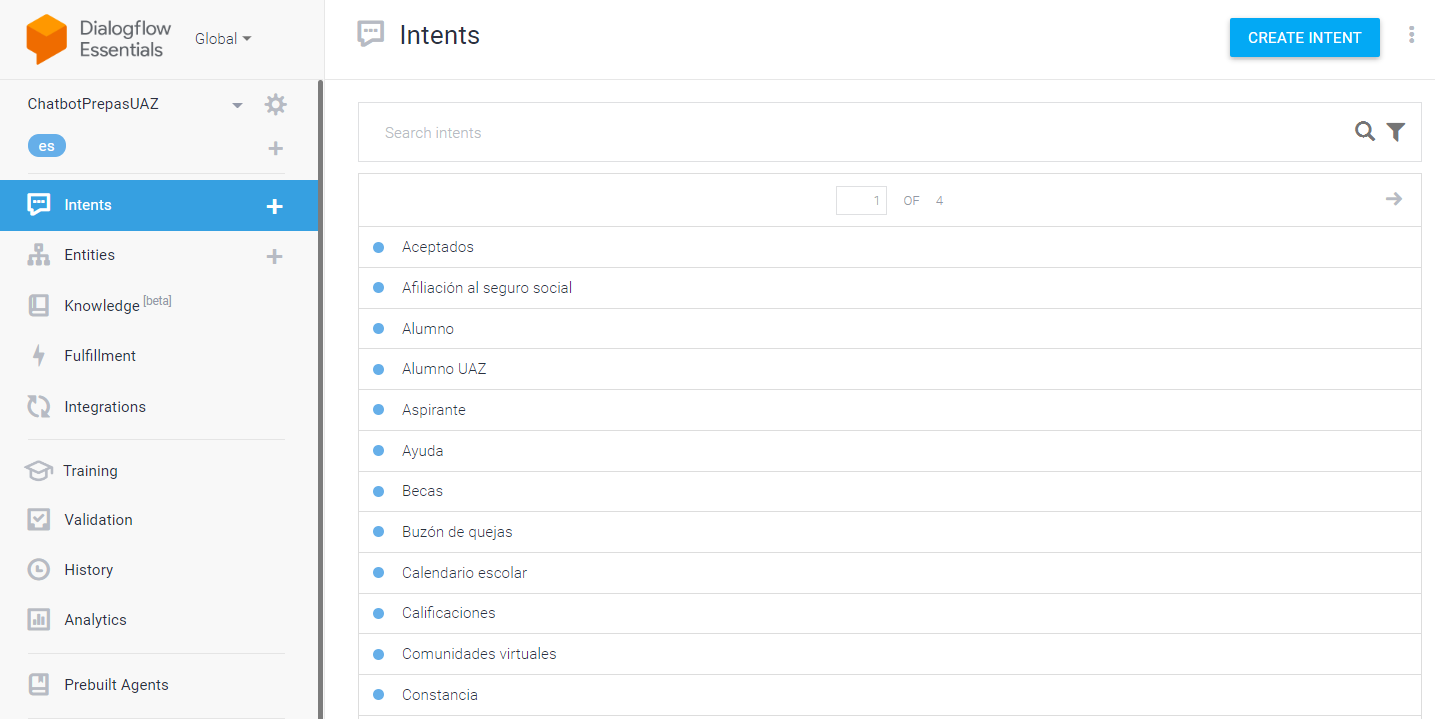 Dialogflow
Essentials
Global
Intents
CREATE INTENT
ChatbotPrepasUAZ
es
Intents
Entities
Knowledge [beta]
Fulfillment
Integrations
Training
Validation
History
Analytics
Prebuilt Agents
Search intents
1 OF 4
Aceptados
Afiliación al seguro social
Alumno
Alumno UAZ
Aspirante
Ayuda
Becas
Buzón de quejas
Calendario escolar
Calificaciones
Comunidades virtuales
Constancia